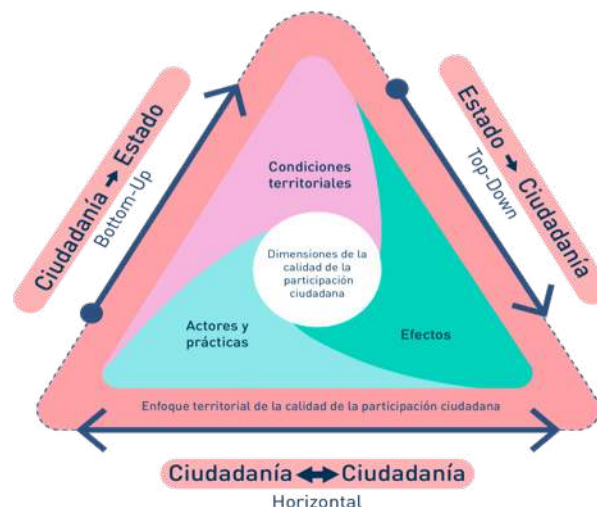 Ciudadanía → Estado
Bottom-Up
Estado → Ciudadanía
Top-Down
Condiciones
territoriales
Dimensiones de la
calidad de la
participación
ciudadana
Actores y
prácticas
Efectos
Enfoque territorial de la calidad de la participación ciudadana
Ciudadanía ↔ Ciudadanía
Horizontal